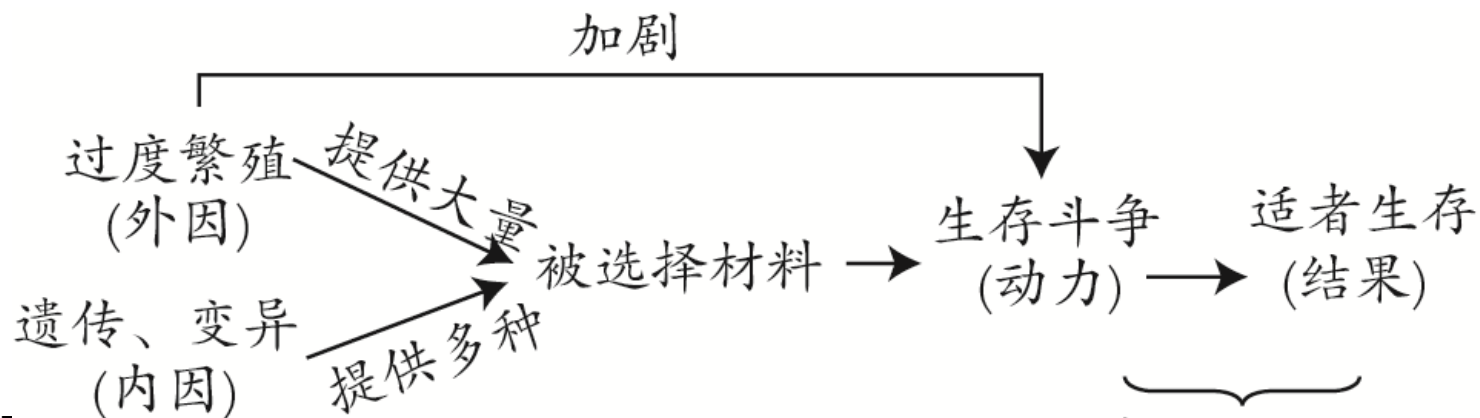 加剧
过度繁殖
(外因)
提供大量
被选择材料
生存斗争
(动力)
适者生存
(结果)
遗传、变异
(内因)
提供多种